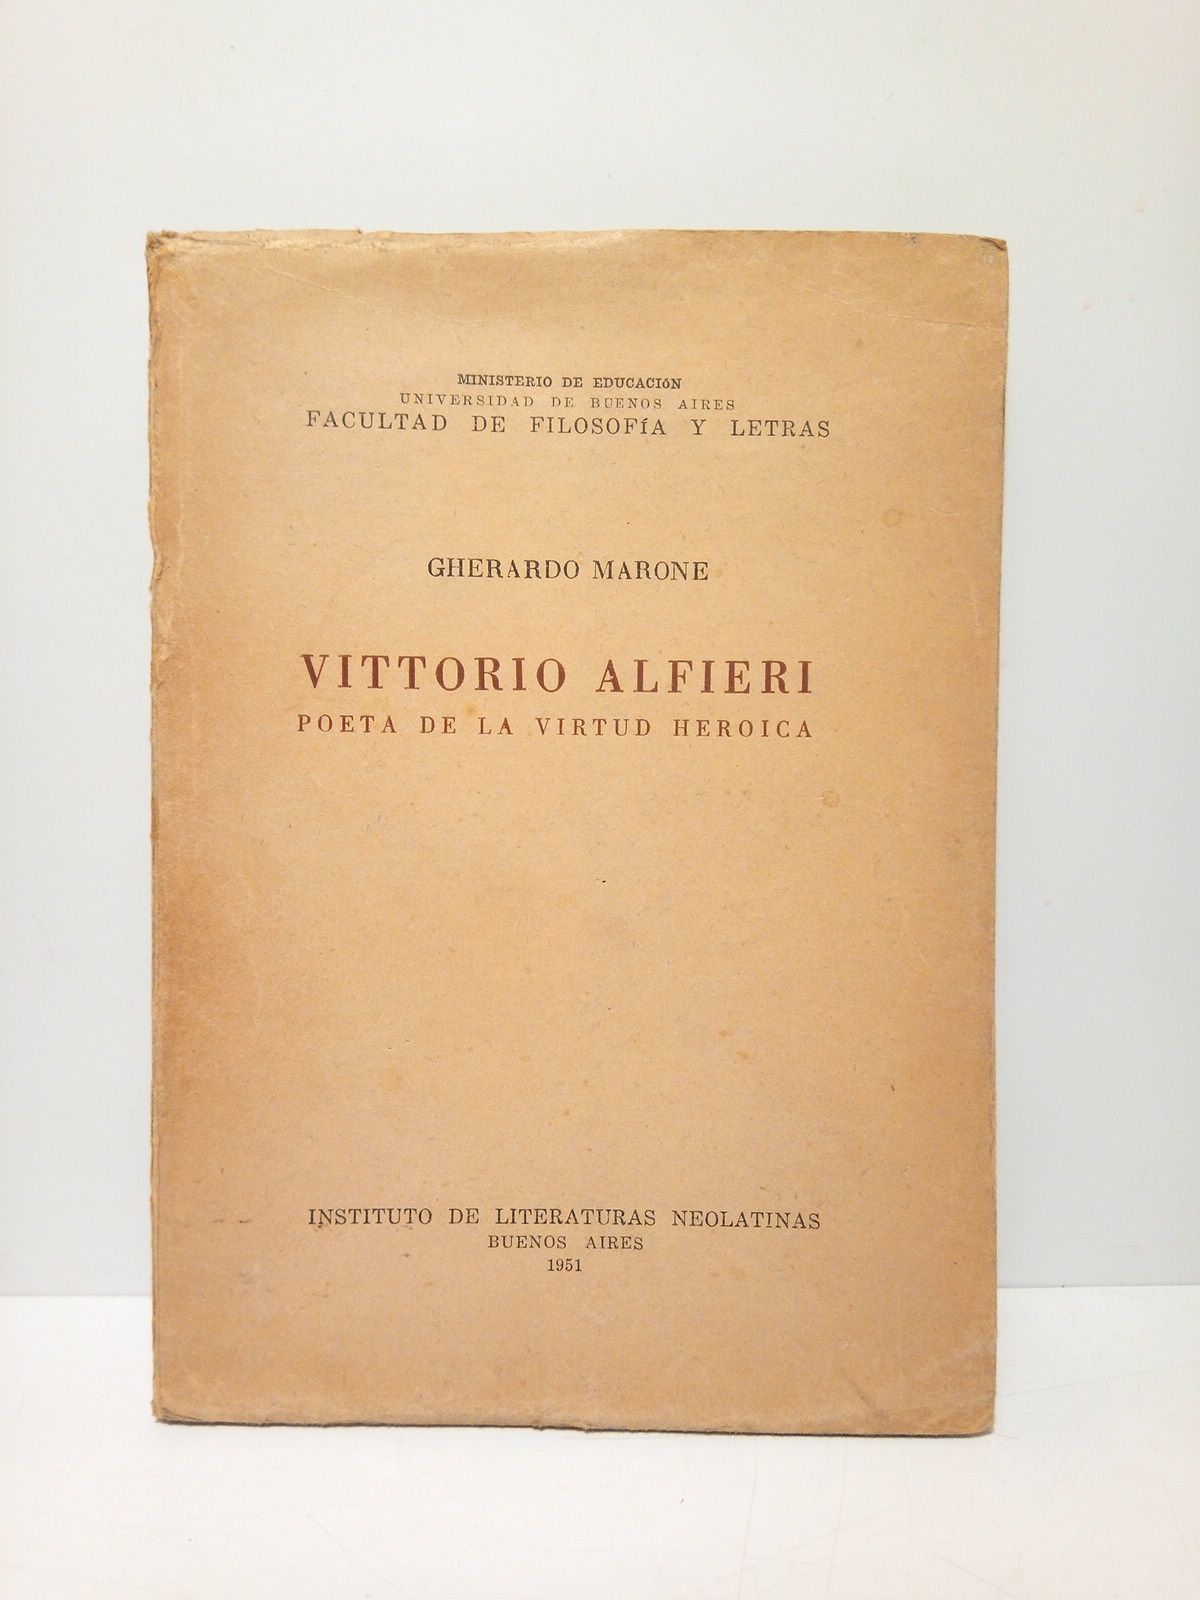 MINISTERIO DE EDUCACIóN
UNIVERSIDAD DE BUENOS AIRES
FACULTAD DE FILOSOFíA Y LETRAS
GHERARDO MARONE
VITTORIO ALFIERI
POETA DE LA VIRTUD HEROICA
INSTITUTO DE LITERATURAS NEOLATINAS
BUENOS AIRES
1951